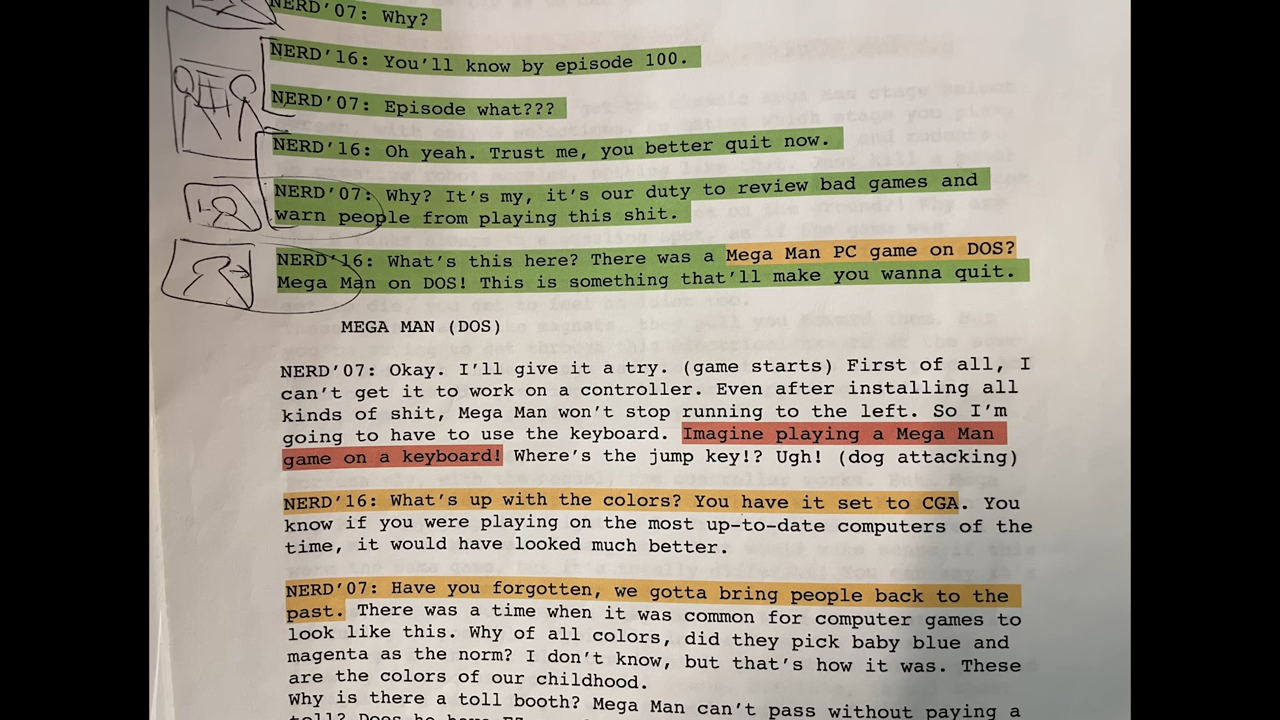 NERD'07: Why?
NERD'16: You'll know by episode 100.
NERD'07: Episode what???
NERD'16: Oh yeah. Trust me, you better quit now.
NERD'07: Why? It's my, it's our duty to review bad games and
warn people from playing this shit.
NERD'16: What's this here? There was a Mega Man PC game on DOS?
Mega Man on DOS! This is something that'll make you wanna quit.
MEGA MAN (DOS)
NERD'07: Okay. I'll give it a try. (game starts) First of all, I
can't get it to work on a controller. Even after installing all
kinds of shit, Mega Man won't stop running to the left. So I'm
going to have to use the keyboard. Imagine playing a Mega Man
game on a keyboard! Where's the jump key!? Ugh! (dog attacking)
NERD'16: What's up with the colors? You have it set to CGA. You
know if you were playing on the most up-to-date computers of the
time, it would have looked much better.
NERD'07: Have you forgotten, we gotta bring people back to the
past. There was a time when it was common for computer games to
look like this. Why of all colors, did they pick baby blue and
magenta as the norm? I don't know, but that's how it was. These
are the colors of our childhood.
Why is there a toll booth? Mega Man can't pass without paying a
toll? Does he have